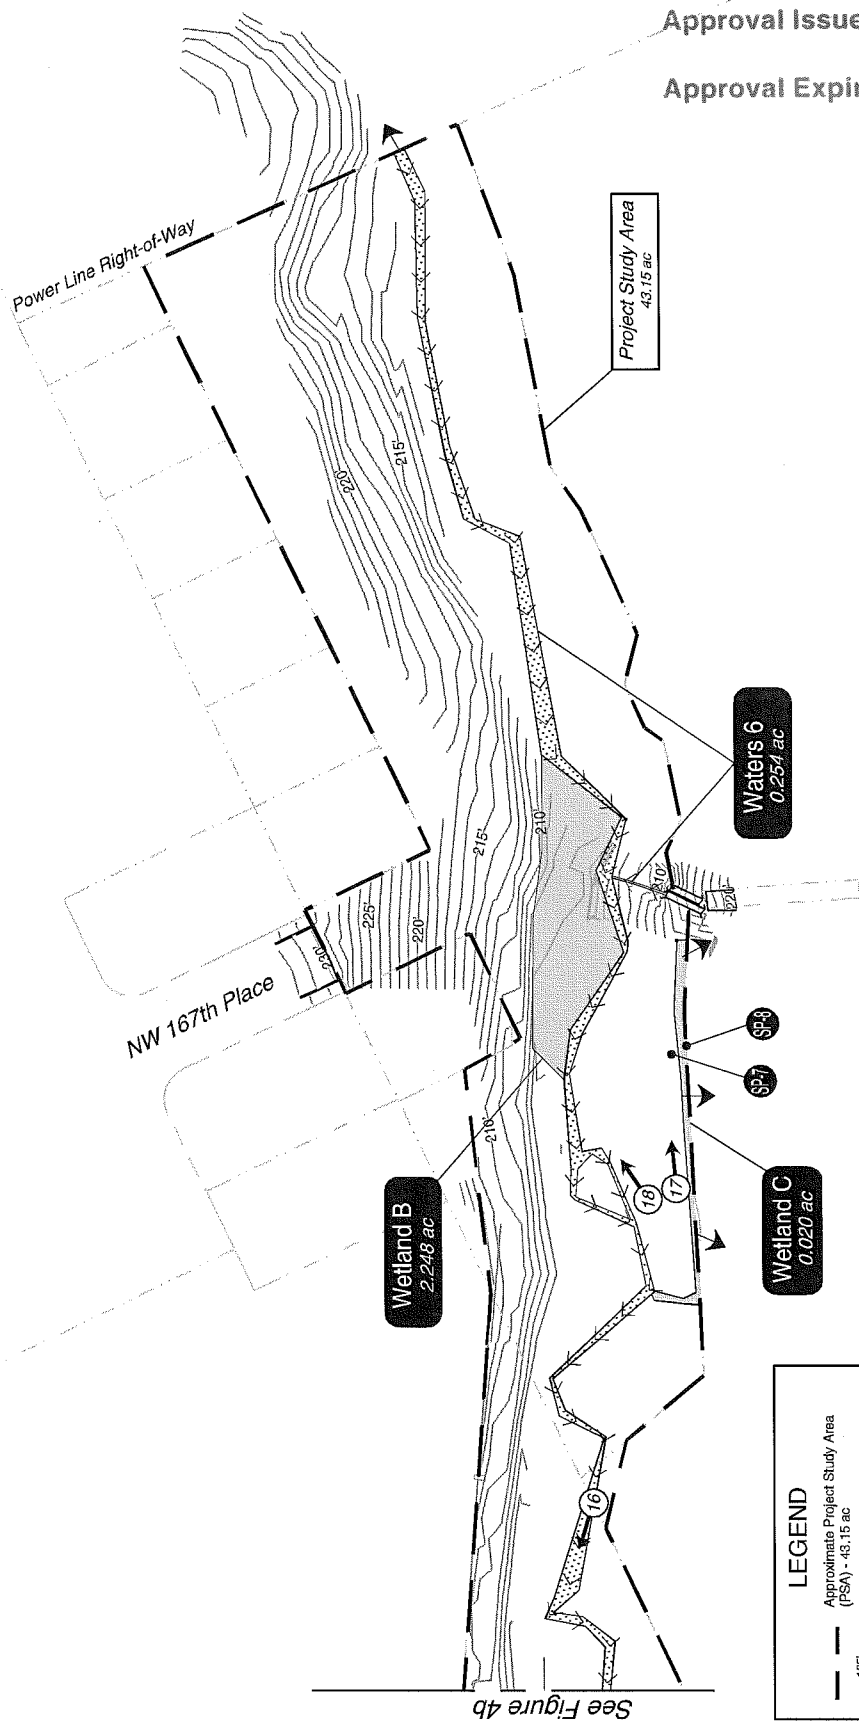 Approval Issue
Approval Expir
Power Line Right-of-Way
Project Study Area
43.15 ac
220'
215'
NW 167th Place
230'
225'
220'
215'
210'
210'
220'
210'
Waters 6
0.254 ac
Wetland B
2.248 ac
SP-8
SP-7
18
17
Wetland C
0.020 ac
16
See Figure 4b
LEGEND
Approximate Project Study Area
(PSA) - 43.15 ac